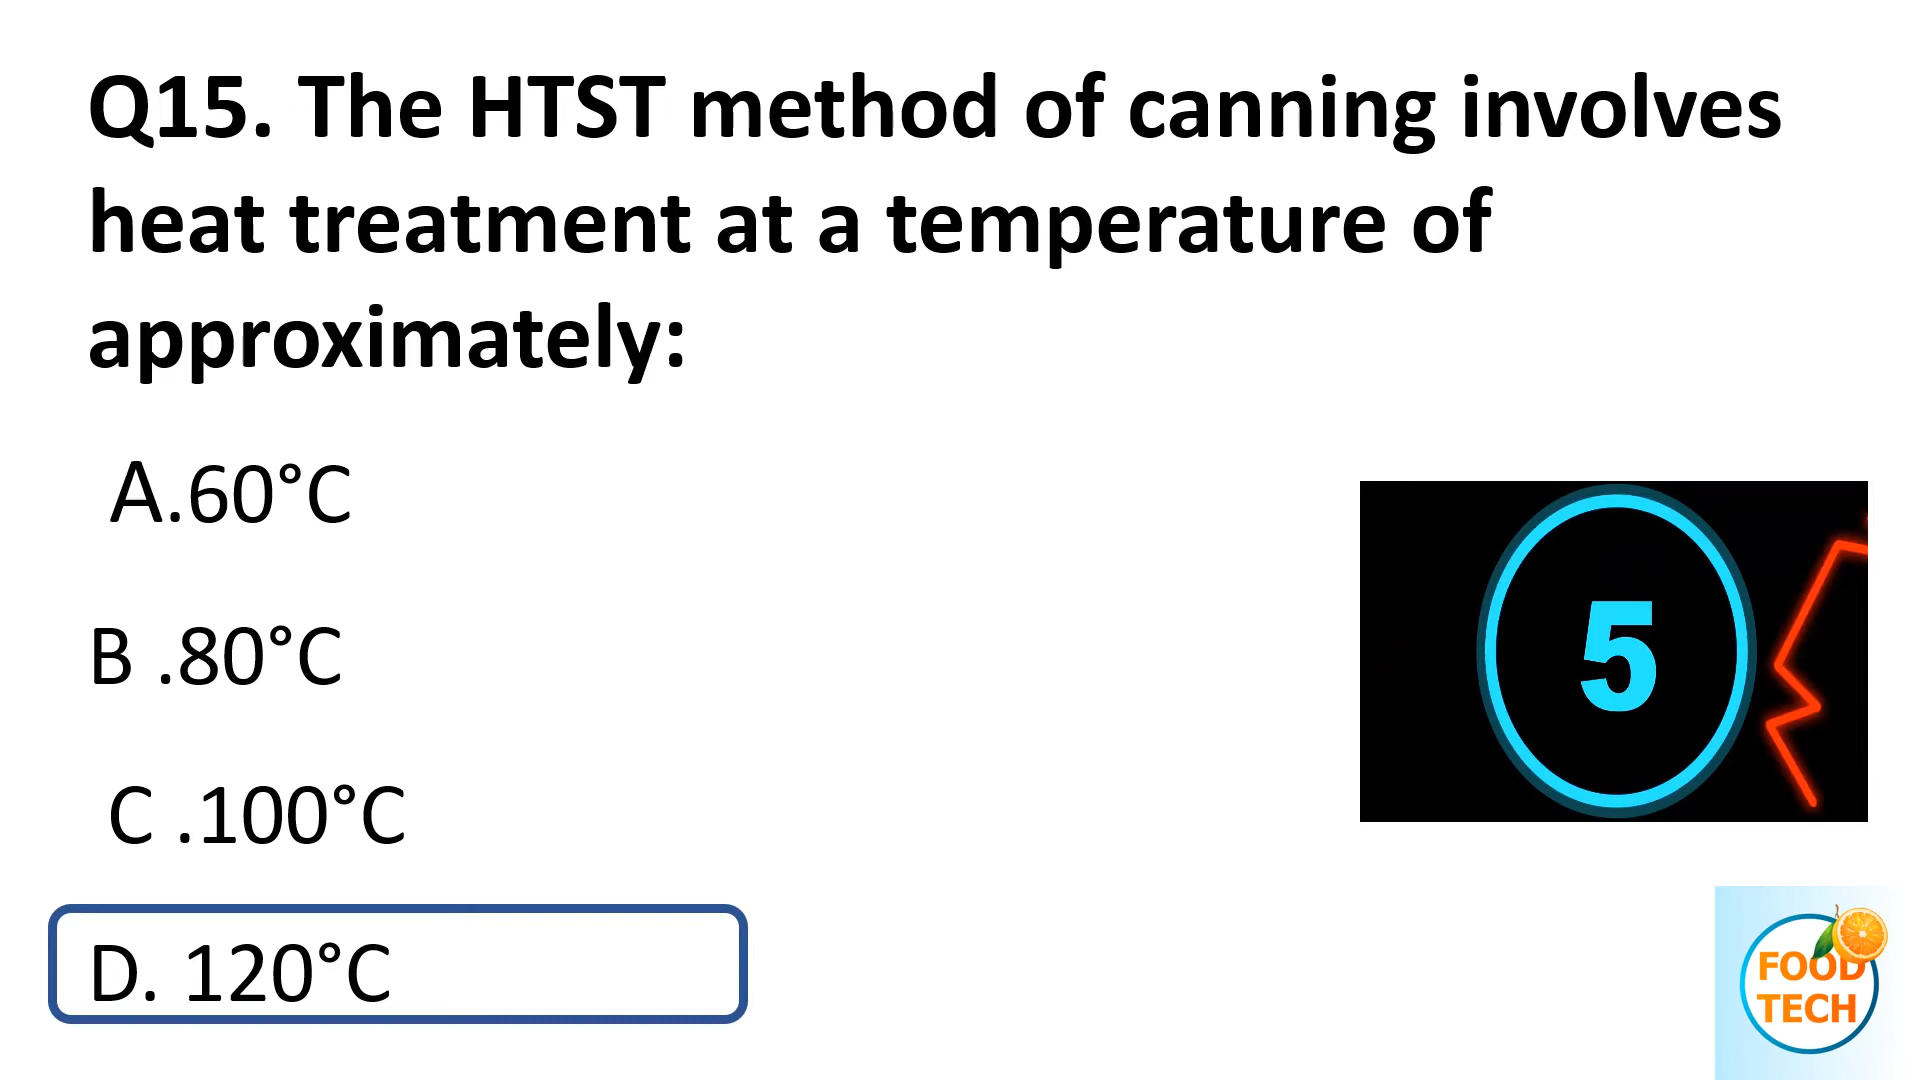 Q15. The HTST method of canning involves
heat treatment at a temperature of
approximately:
A.60°C
B .80°C
C .100°C
D. 120°C
5
FOOD
TECH